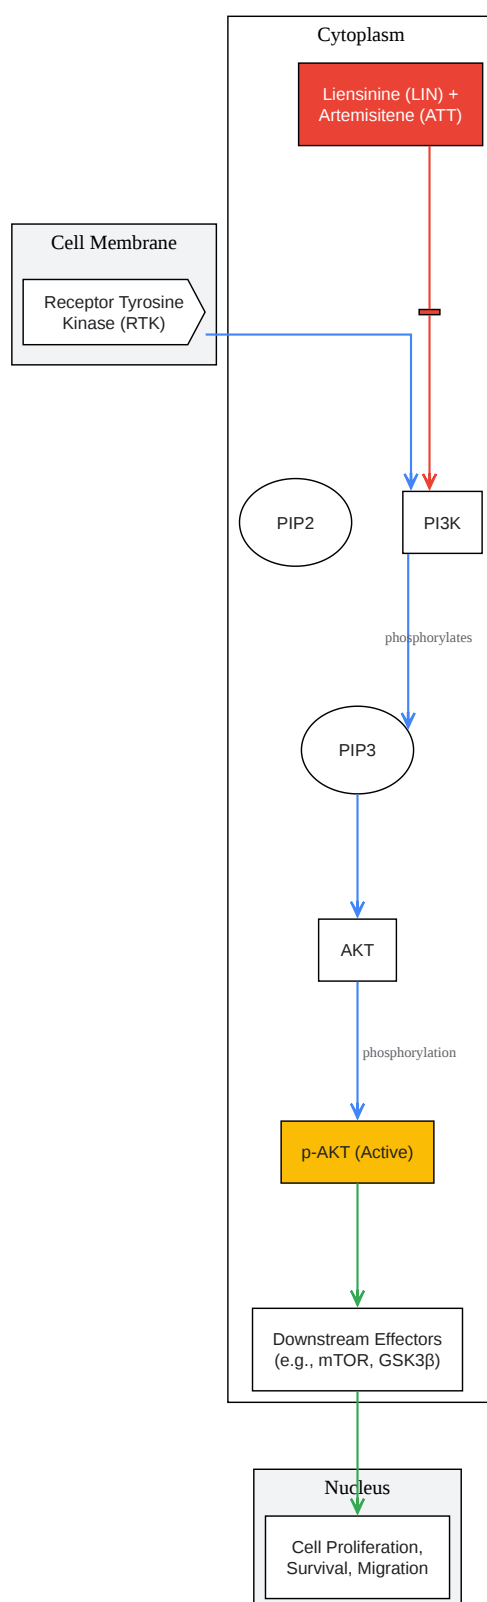 Cytoplasm
Liensinine (LIN) +
Artemisitene (ATT)
Cell Membrane
Receptor Tyrosine
Kinase (RTK)
PIP2
PI3K
phosphorylates
PIP3
AKT
phosphorylation
p-AKT (Active)
Downstream Effectors
(e.g., mTOR, GSK3β)
Nucleus
Cell Proliferation,
Survival, Migration